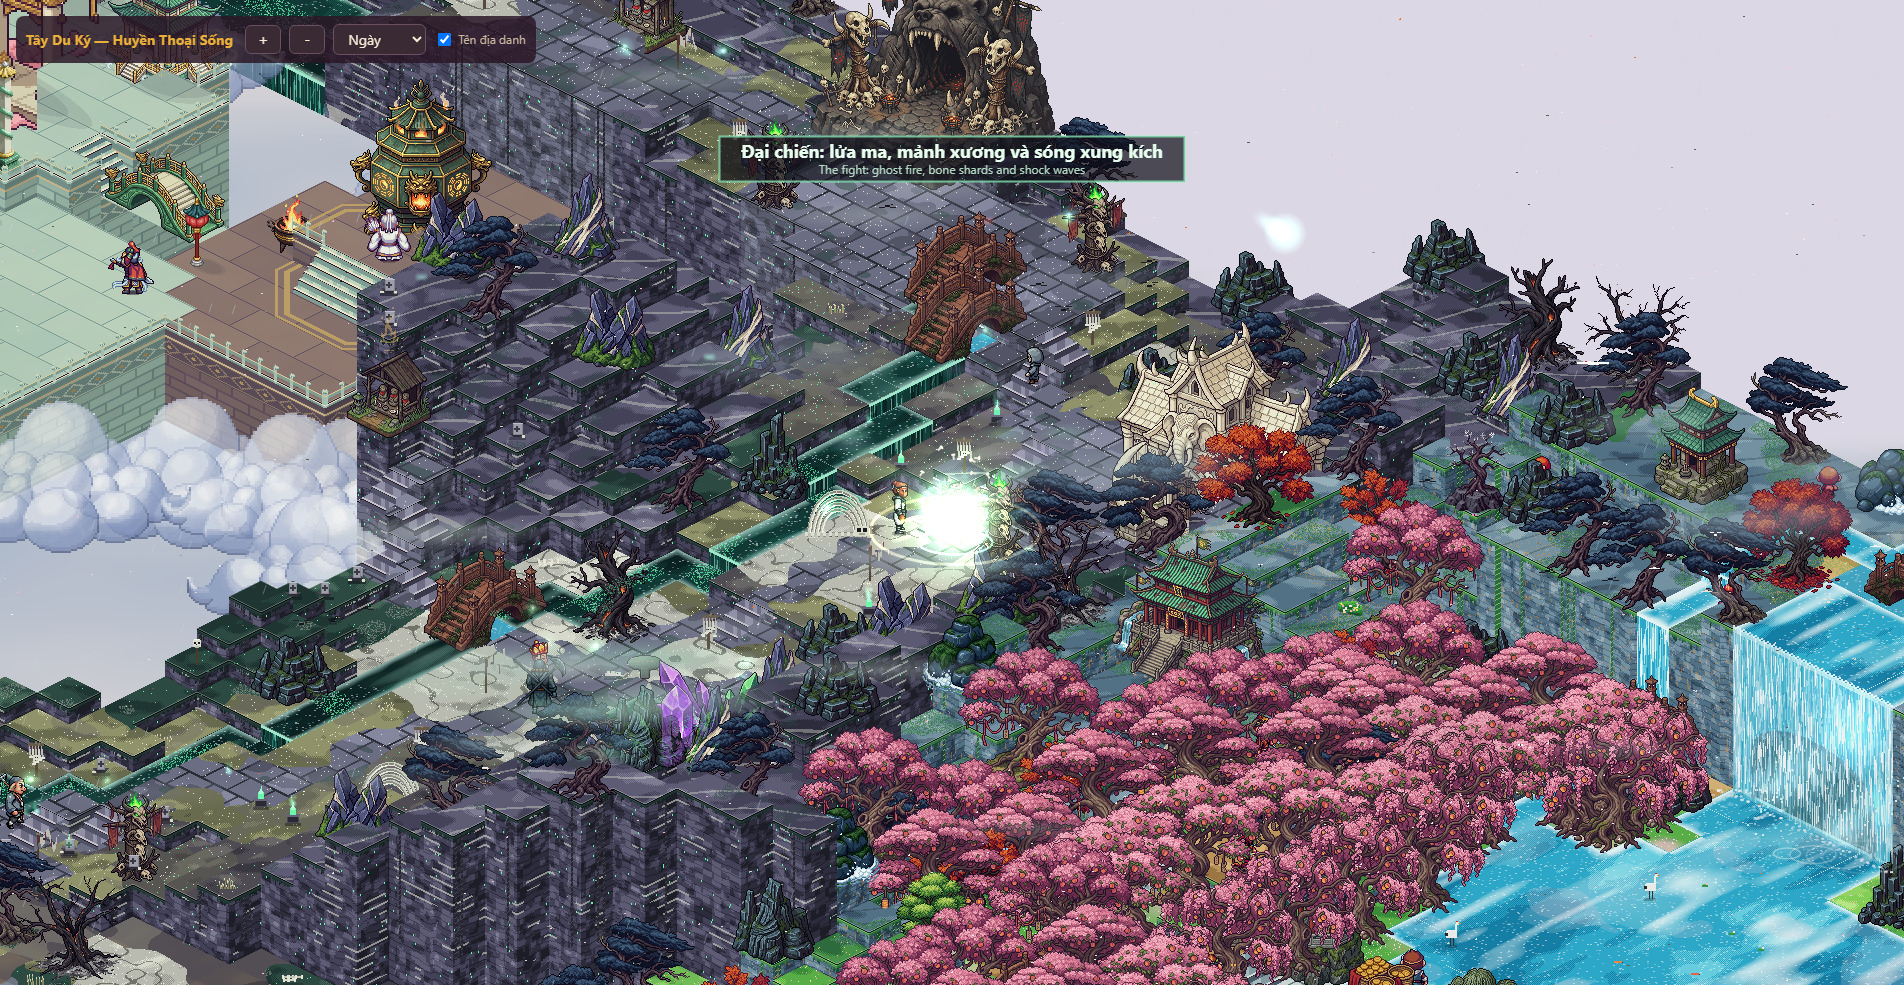 Tây Du Ký — Huyền Thoại Sống
+
-
Ngày
Tên địa danh
Đại chiến: lửa ma, mảnh xương và sóng xung kích
The fight: ghost fire, bone shards and shock waves